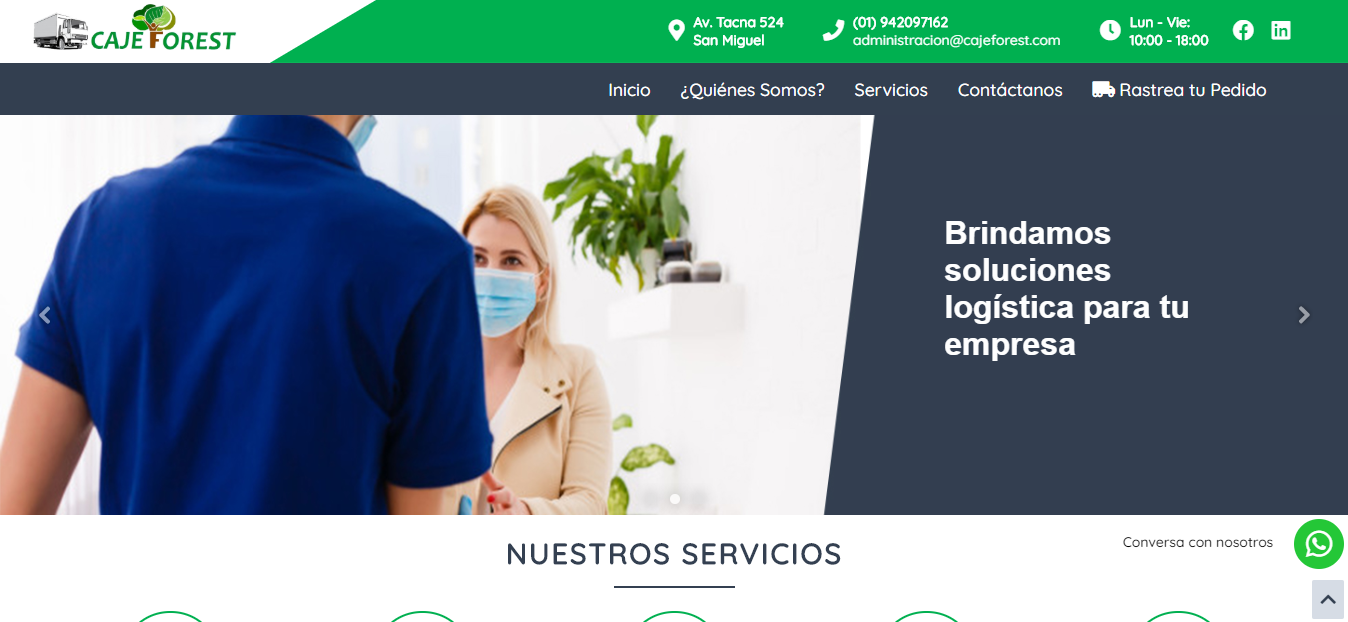 CAJE FOREST
Av. Tacna 524
San Miguel
(01) 942097162
administracion@cajeforest.com
Lun - Vie:
10:00 - 18:00
Inicio
¿Quiénes Somos?
Servicios
Contáctanos
Rastrea tu Pedido
Brindamos
soluciones
logística para tu
empresa
Conversa con nosotros
NUESTROS SERVICIOS